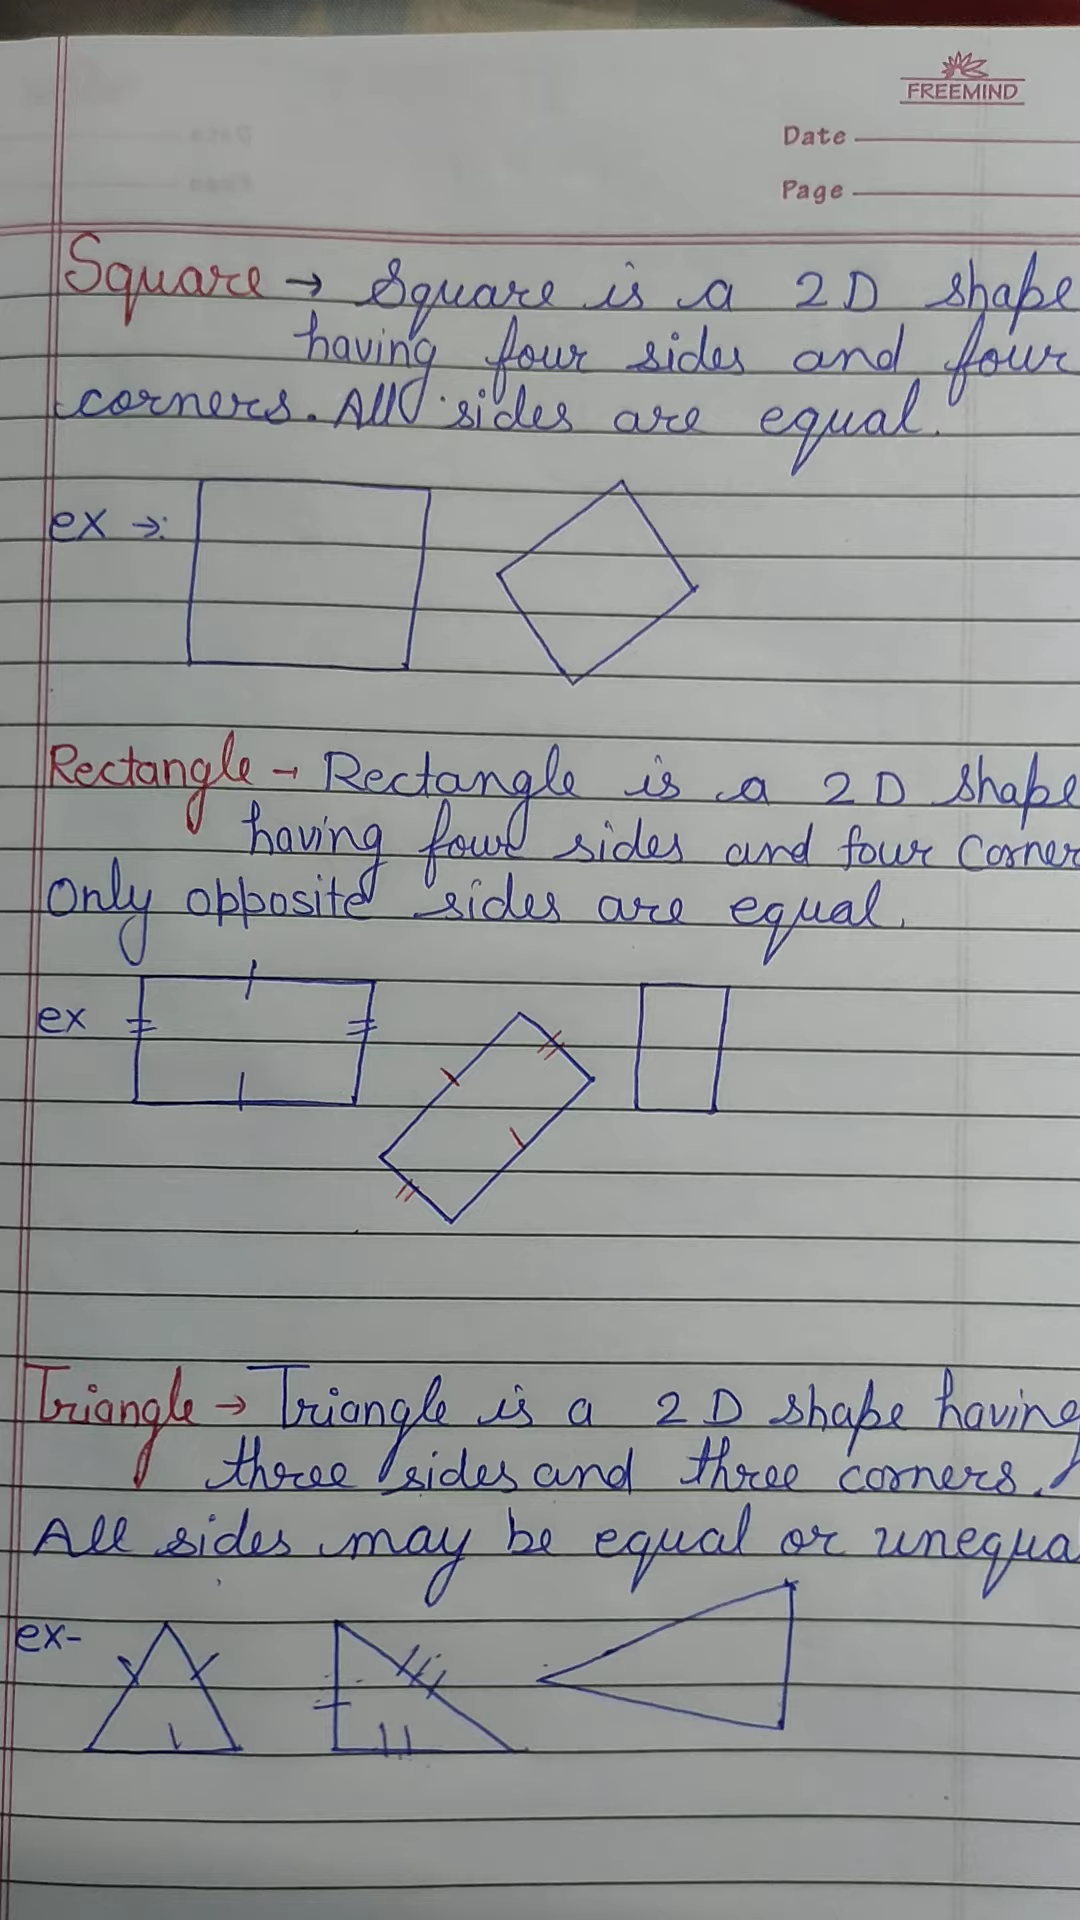 FREEMIND
Date
Page
Square → Square is a 2D shape
having four sides and four
corners. All sides are equal.
ex →:
Rectangle → Rectangle is a 2D shape
having four sides and four corner
Only opposite sides are equal.
ex
Triangle → Triangle is a 2D shape having
three sides and three corners.
All sides may be equal or unequa
ex-